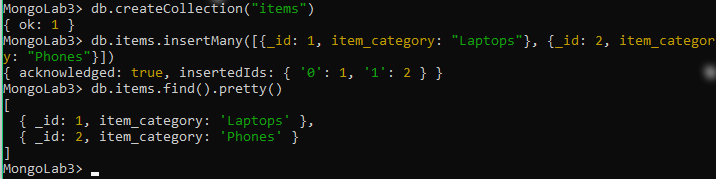 MongoLab3> db.createCollection("items")
{ ok: 1 }
MongoLab3> db.items.insertMany([{_id: 1, item_category: "Laptops"}, {_id: 2, item_categor
y: "Phones"}])
{ acknowledged: true, insertedIds: { '0': 1, '1': 2 } }
MongoLab3> db.items.find().pretty()
[
  { _id: 1, item_category: 'Laptops' },
  { _id: 2, item_category: 'Phones' }
]
MongoLab3>